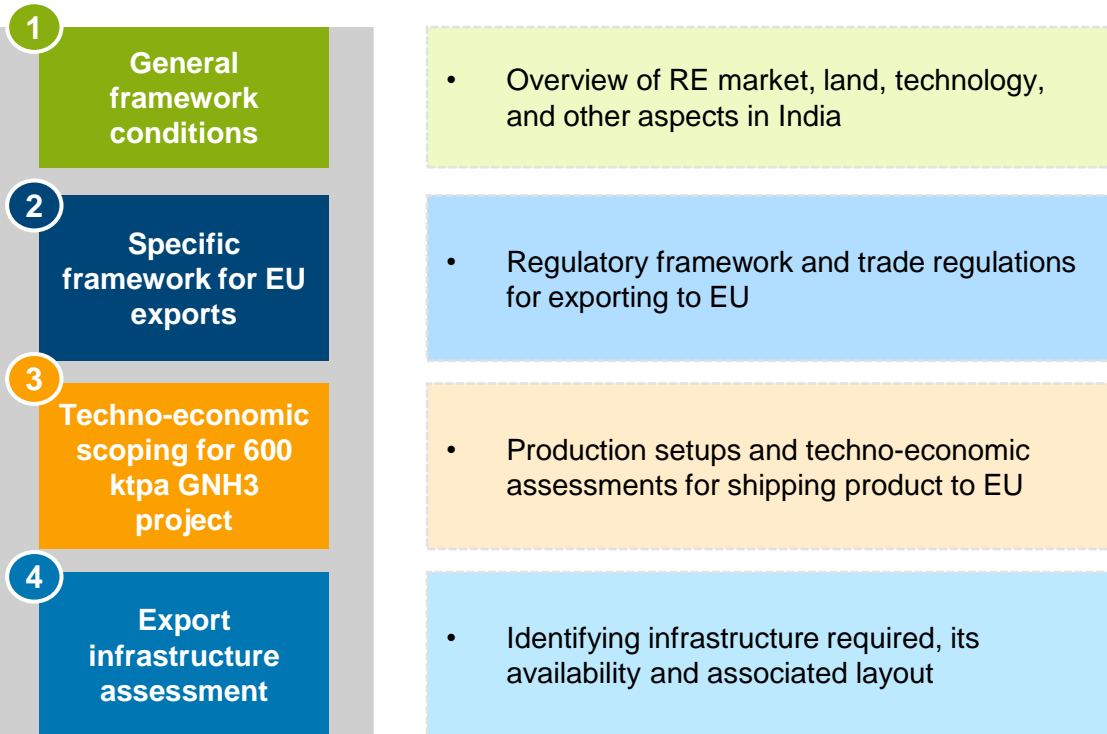 1
General
framework
conditions
• Overview of RE market, land, technology,
and other aspects in India
2
Specific
framework for EU
exports
• Regulatory framework and trade regulations
for exporting to EU
3
Techno-economic
scoping for 600
ktpa GNH3
project
• Production setups and techno-economic
assessments for shipping product to EU
4
Export
infrastructure
assessment
• Identifying infrastructure required, its
availability and associated layout